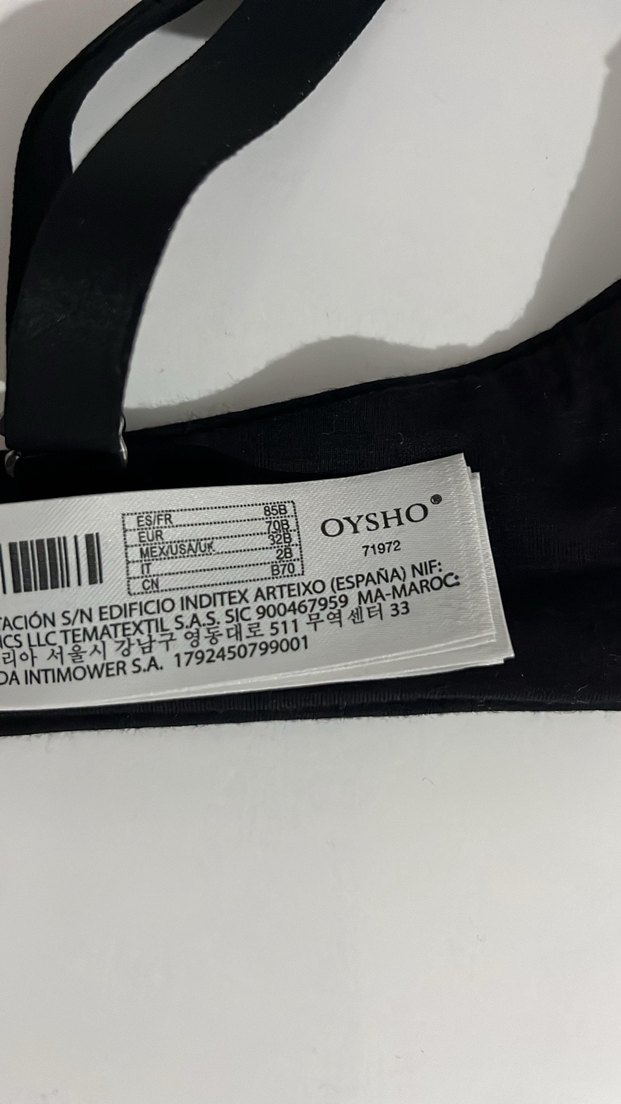 ES/FR 85B
EUR 70B
MEX/USA/UK 32B
IT 2B
CN B70
OYSHO®
71972
TACIÓN S/N EDIFICIO INDITEX ARTEIXO (ESPAÑA) NIF:
ICS LLC TEMATEXTIL S.A.S. SIC 900467959 MA-MAROC:
리아 서울시 강남구 영동대로 511 무역센터 33
DA INTIMOWER S.A. 1792450799001